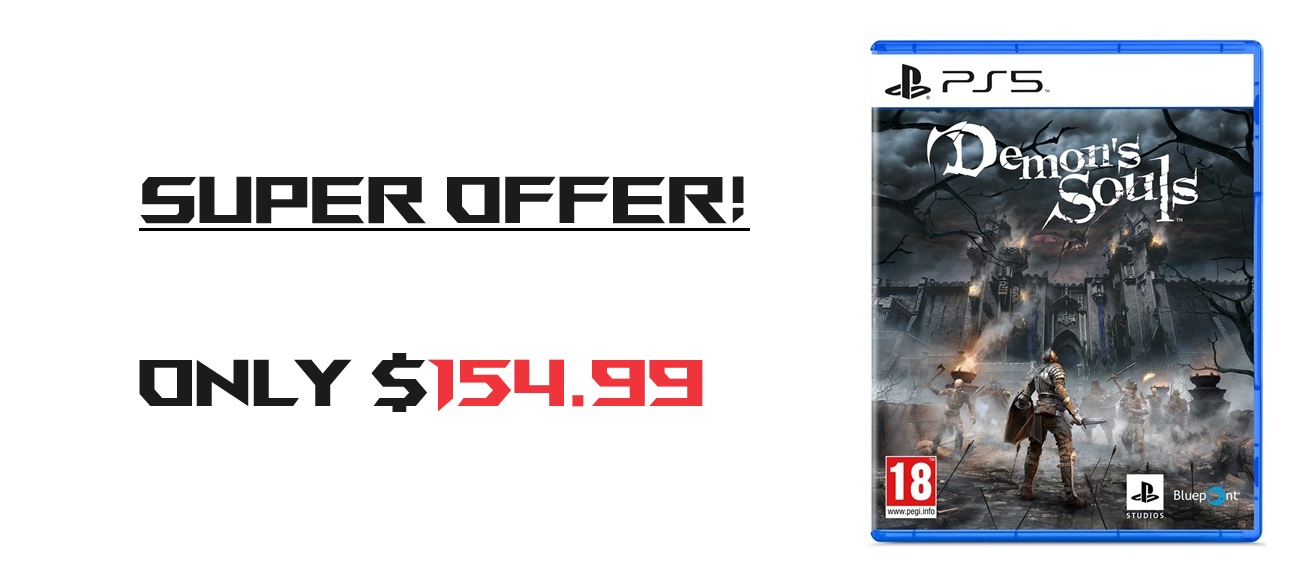 SUPER OFFER!
ONLY $154.99
PS5
Demon's
Souls
18
www.pegi.info
STUDIOS
Bluepoint